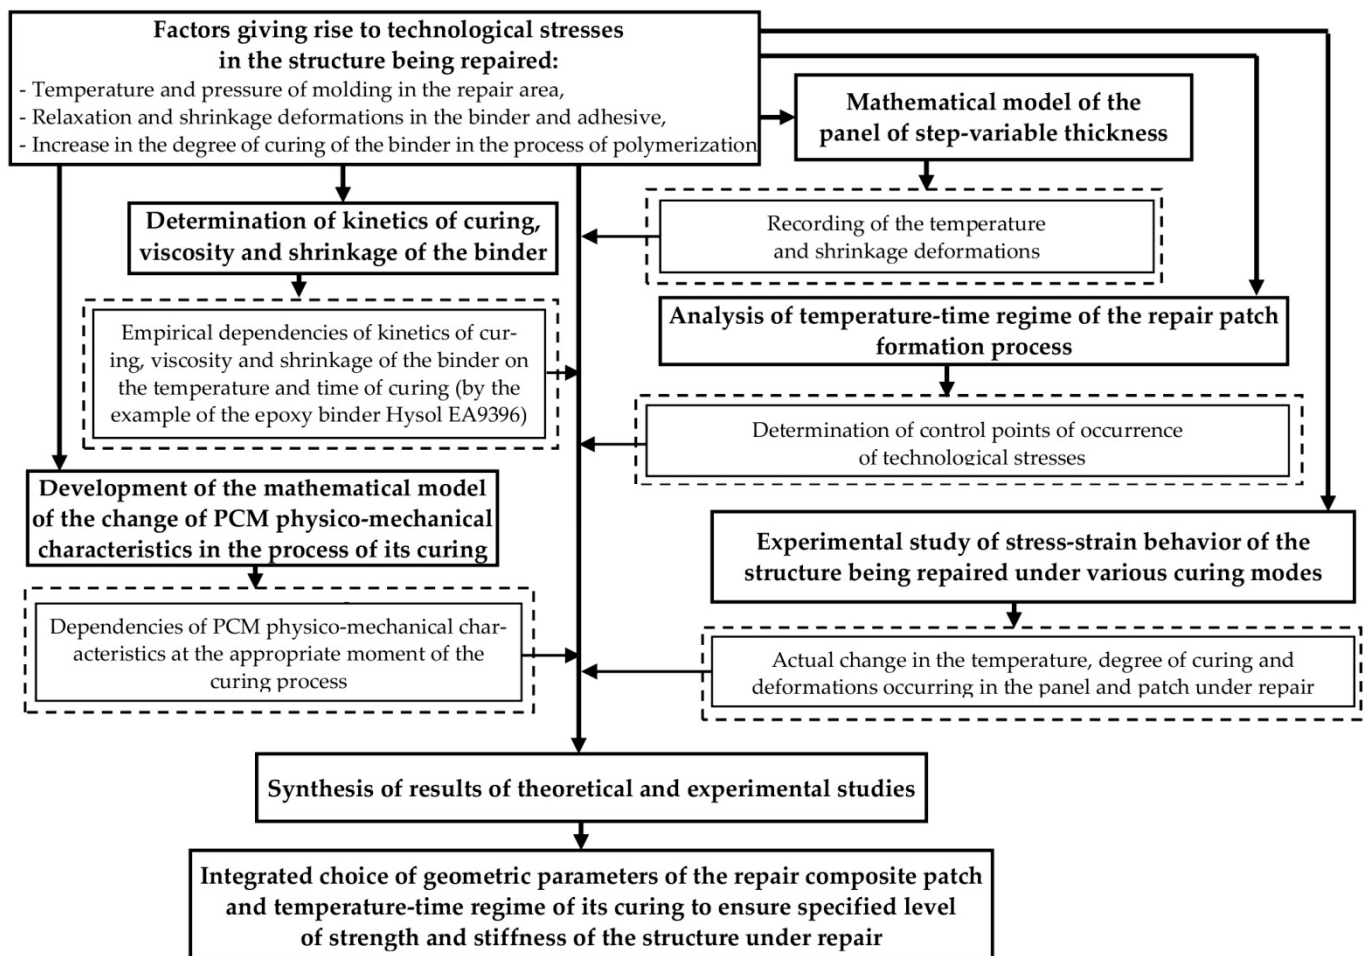 Factors giving rise to technological stresses
in the structure being repaired:
- Temperature and pressure of molding in the repair area,
- Relaxation and shrinkage deformations in the binder and adhesive,
- Increase in the degree of curing of the binder in the process of polymerization
Mathematical model of the
panel of step-variable thickness
Determination of kinetics of curing,
viscosity and shrinkage of the binder
Recording of the temperature
and shrinkage deformations
Empirical dependencies of kinetics of cur-
ing, viscosity and shrinkage of the binder on
the temperature and time of curing (by the
example of the epoxy binder Hysol EA9396)
Analysis of temperature-time regime of the repair patch
formation process
Determination of control points of occurrence
of technological stresses
Development of the mathematical model
of the change of PCM physico-mechanical
characteristics in the process of its curing
Experimental study of stress-strain behavior of the
structure being repaired under various curing modes
Dependencies of PCM physico-mechanical char-
acteristics at the appropriate moment of the
curing process
Actual change in the temperature, degree of curing and
deformations occurring in the panel and patch under repair
Synthesis of results of theoretical and experimental studies
Integrated choice of geometric parameters of the repair composite patch
and temperature-time regime of its curing to ensure specified level
of strength and stiffness of the structure under repair